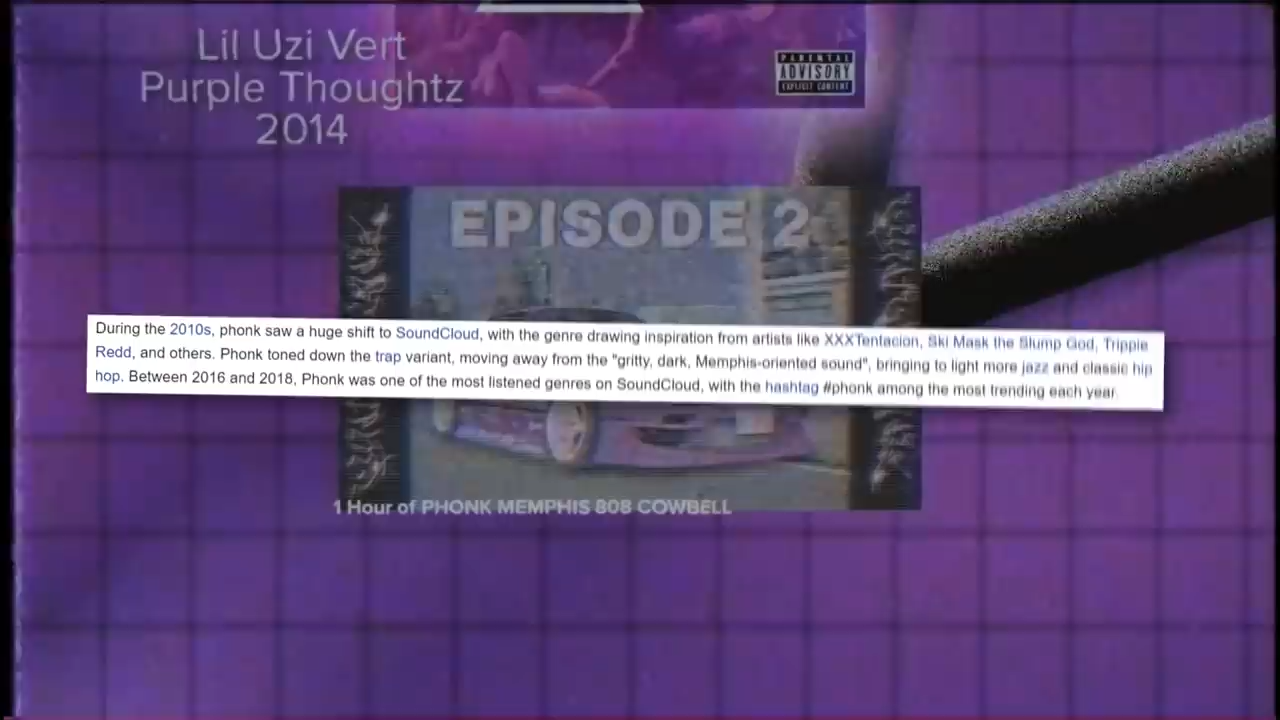 Lil Uzi Vert
Purple Thoughtz
2014
PARENTAL
ADVISORY
EXPLICIT CONTENT
EPISODE 2
During the 2010s, phonk saw a huge shift to SoundCloud, with the genre drawing inspiration from artists like XXXTentacion, Ski Mask the Slump God, Trippie
Redd, and others. Phonk toned down the trap variant, moving away from the "gritty, dark, Memphis-oriented sound", bringing to light more jazz and classic hip
hop. Between 2016 and 2018, Phonk was one of the most listened genres on SoundCloud, with the hashtag #phonk among the most trending each year.
1 Hour of PHONK MEMPHIS 808 COWBELL